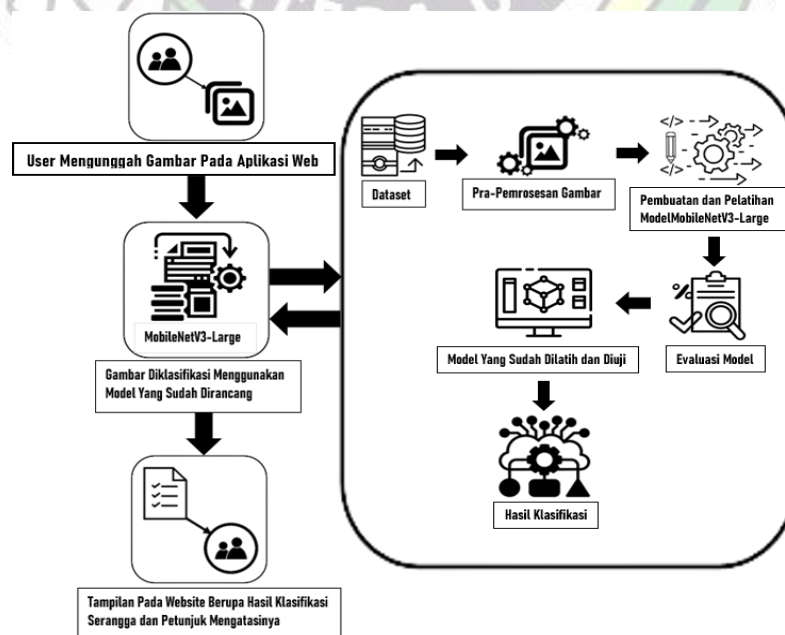 User Mengunggah Gambar Pada Aplikasi Web
MobileNetV3-Large
Gambar Diklasifikasi Menggunakan
Model Yang Sudah Dirancang
Tampilan Pada Website Berupa Hasil Klasifikasi
Serangga dan Petunjuk Mengatasinya
Dataset
Pra-Pemrosesan Gambar
</>
</>
Pembuatan dan Pelatihan
ModelMobileNetV3-Large
%
Evaluasi Model
Model Yang Sudah Dilatih dan Diuji
Hasil Klasifikasi